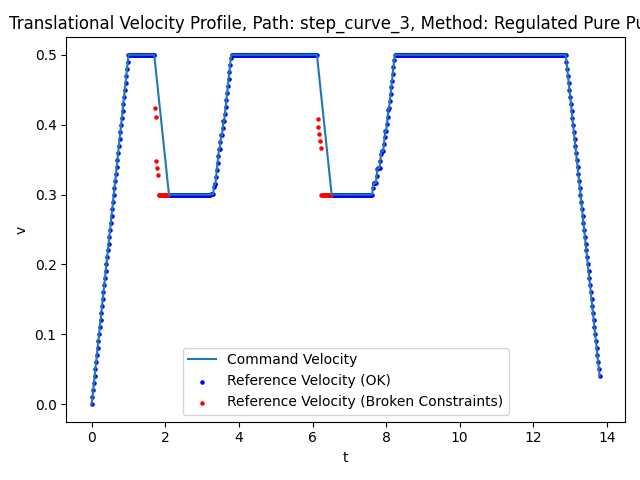 Translational Velocity Profile, Path: step_curve_3, Method: Regulated Pure
v
0.5
0.4
0.3
0.2
0.1
0.0
Command Velocity
Reference Velocity (OK)
Reference Velocity (Broken Constraints)
0 2 4 6 8 10 12 14
t